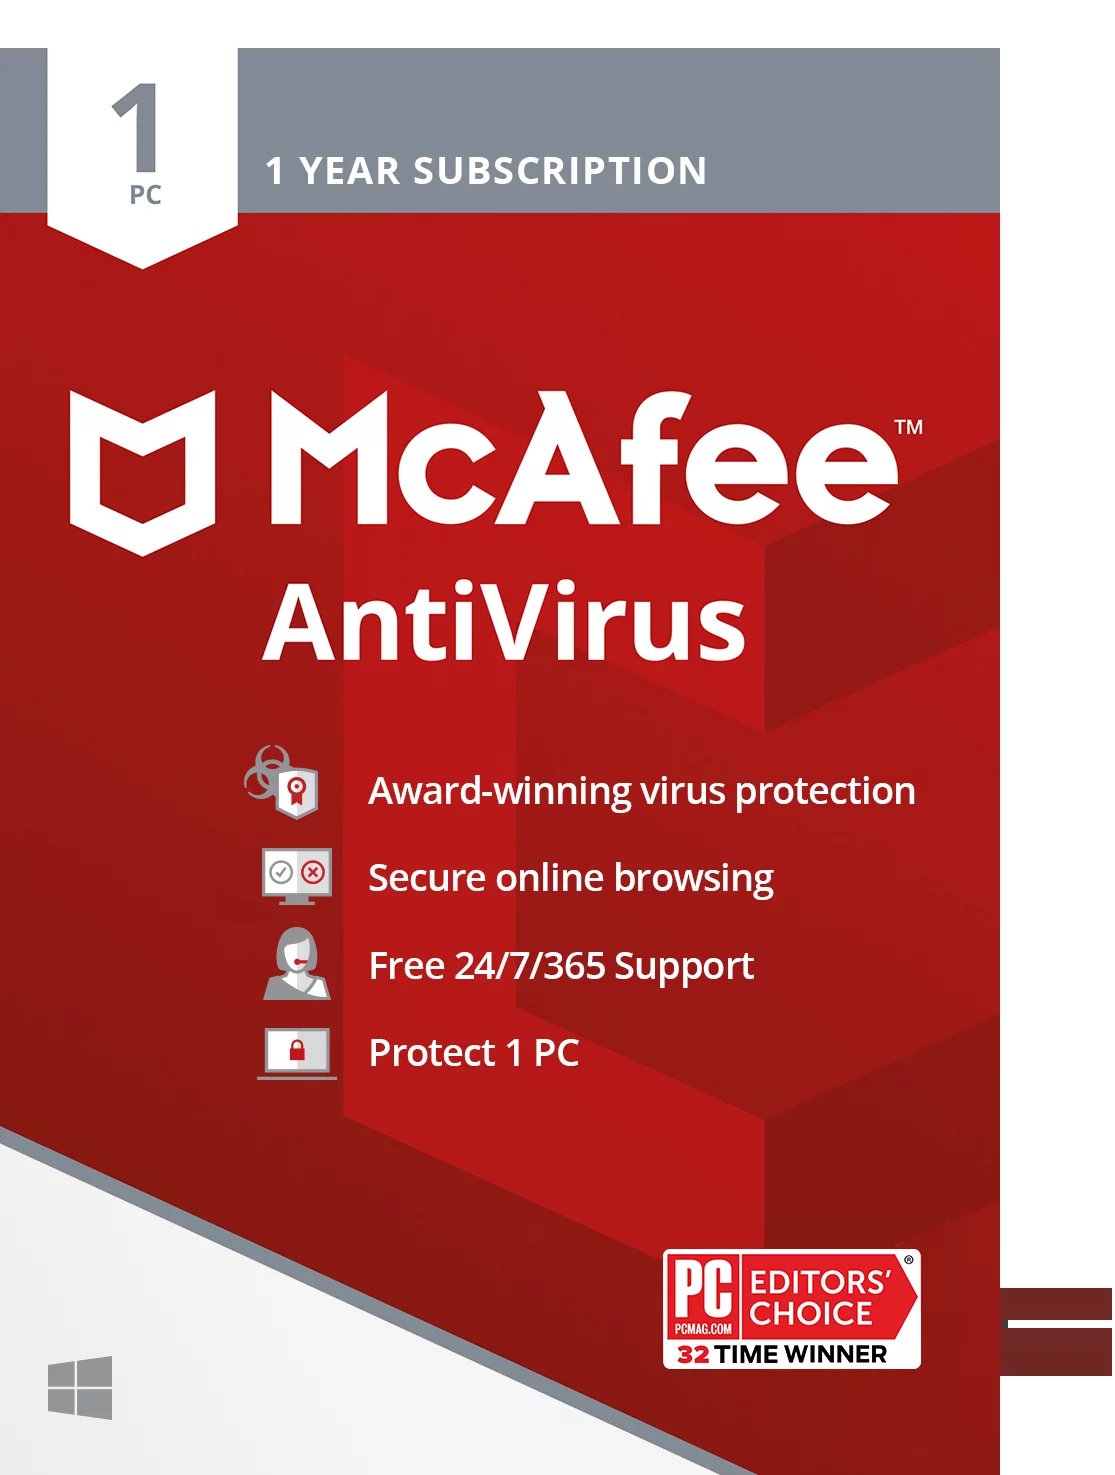 1
PC
1 YEAR SUBSCRIPTION
McAfee™
AntiVirus
Award-winning virus protection
Secure online browsing
Free 24/7/365 Support
Protect 1 PC
PC
PCMAG.COM
EDITORS'
CHOICE
®
32 TIME WINNER